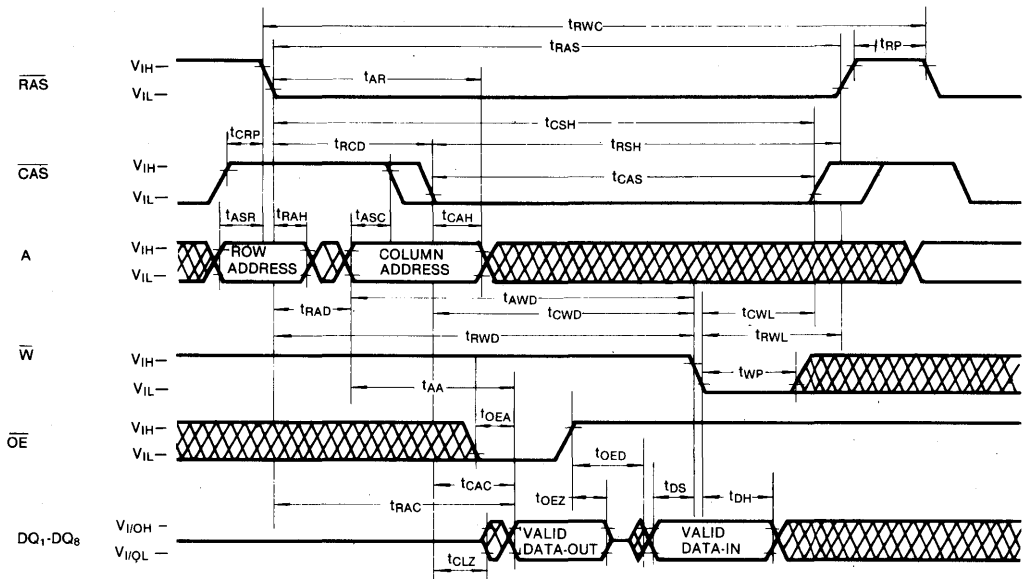 tRWC
tRAS
tRP
RAS
VIH
VIL
tAR
tCSH
tCRP
tRCD
tRSH
CAS
VIH
VIL
tCAS
tASR
tRAH
tASC
tCAH
A
VIH
VIL
ROW
ADDRESS
COLUMN
ADDRESS
tAWD
tRAD
tCWD
tCWL
tRWD
tRWL
W
VIH
VIL
tWP
tAA
tOEA
OE
VIH
VIL
tOED
tCAC
tOEZ
tDS
tDH
tRAC
DQ1-DQ8
VI/OH
VI/OL
VALID
DATA-OUT
VALID
DATA-IN
tCLZ